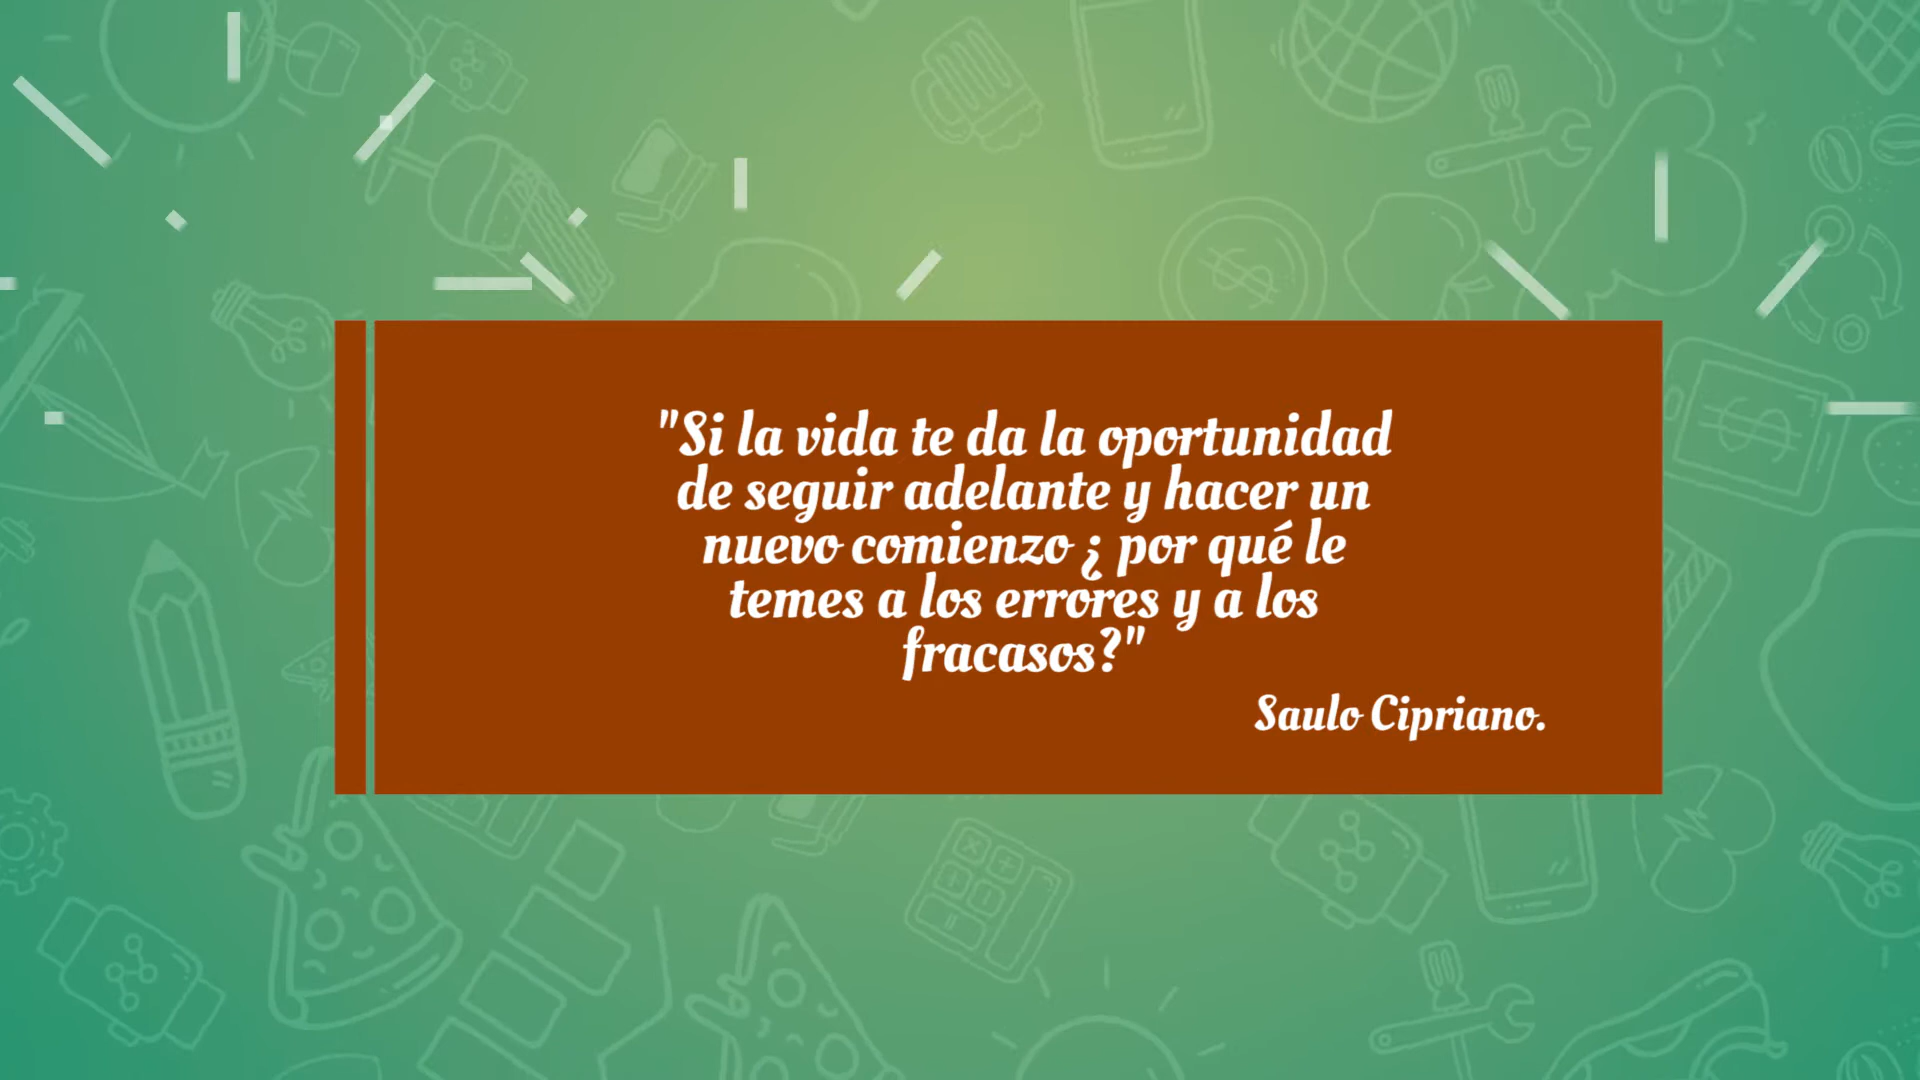 "Si la vida te da la oportunidad
de seguir adelante y hacer un
nuevo comienzo ¿ por qué le
temes a los errores y a los
fracasos?"
Saulo Cipriano.